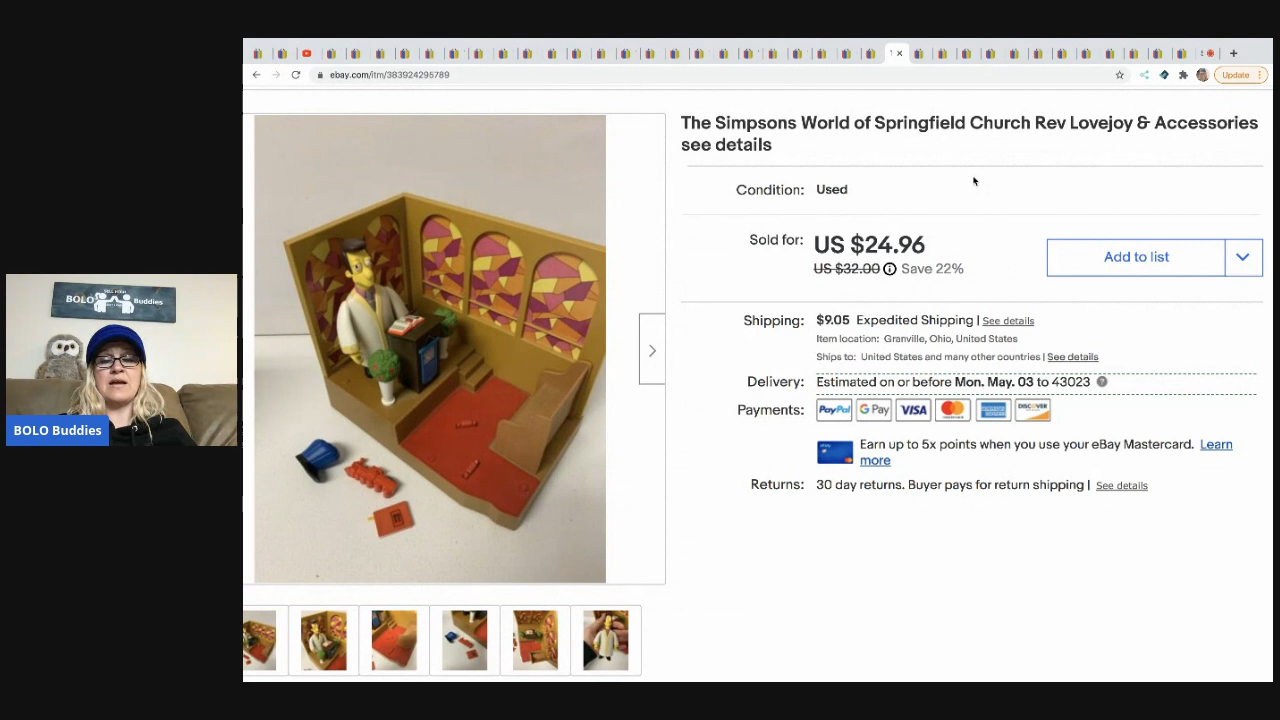 ebay.com/itm/383924295789
Update
The Simpsons World of Springfield Church Rev Lovejoy & Accessories
see details
Condition: Used
Sold for: US $24.96
US $32.00 Save 22%
Add to list
Shipping: $9.05 Expedited Shipping | See details
Item location: Granville, Ohio, United States
Ships to: United States and many other countries | See details
Delivery: Estimated on or before Mon. May. 03 to 43023
Payments: PayPal G Pay VISA
DISCOVER
Earn up to 5x points when you use your eBay Mastercard. Learn
more
Returns: 30 day returns. Buyer pays for return shipping | See details
BOLO Buddies
BOLO Buddies